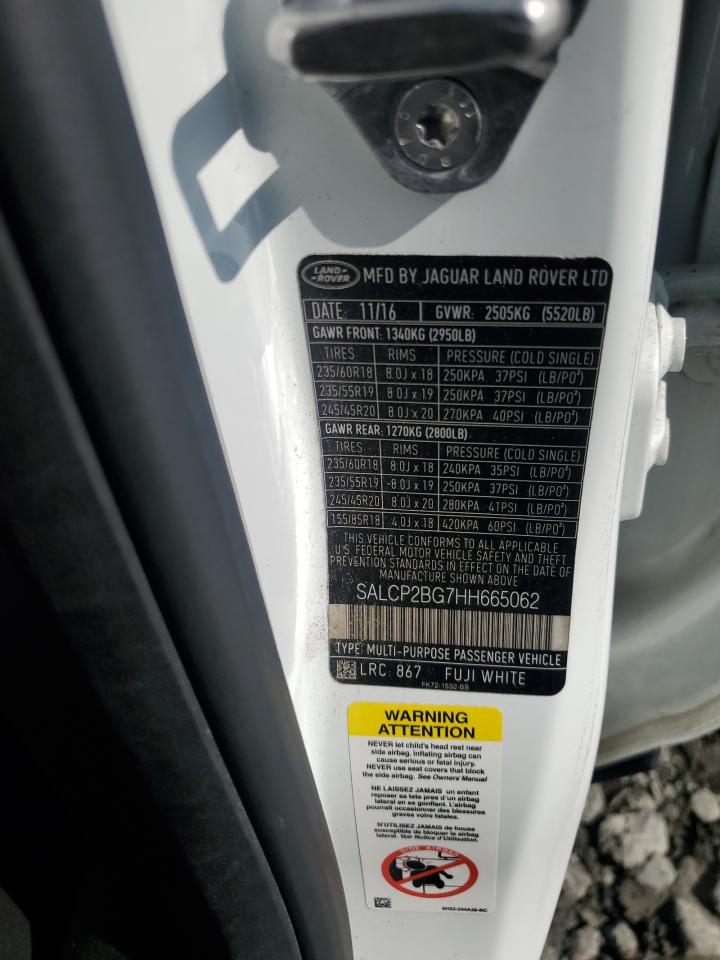 LAND-ROVER MFD BY JAGUAR LAND ROVER LTD
DATE: 11/16 GVWR: 2505KG (5520LB)
GAWR FRONT: 1340KG (2950LB)
TIRES RIMS PRESSURE (COLD SINGLE)
235/60R18 8.0J x 18 250KPA 37PSI (LB/PO²)
235/55R19 8.0J x 19 250KPA 37PSI (LB/PO²)
245/45R20 8.0J x 20 270KPA 40PSI (LB/PO²)
GAWR REAR: 1270KG (2800LB)
TIRES RIMS PRESSURE (COLD SINGLE)
235/60R18 8.0J x 18 240KPA 35PSI (LB/PO²)
235/55R19 8.0J x 19 250KPA 37PSI (LB/PO²)
245/45R20 8.0J x 20 280KPA 41PSI (LB/PO²)
155/85R18 4.0J x 18 420KPA 60PSI (LB/PO²)
THIS VEHICLE CONFORMS TO ALL APPLICABLE
U.S. FEDERAL MOTOR VEHICLE SAFETY AND THEFT
PREVENTION STANDARDS IN EFFECT ON THE DATE OF
MANUFACTURE SHOWN ABOVE
SALCP2BG7HH665062
TYPE: MULTI-PURPOSE PASSENGER VEHICLE
LRC: 867 FUJI WHITE
FK72-1532-BB
WARNING
ATTENTION
NEVER let child's head rest near
side airbag. inflating airbag can
cause serious or fatal injury.
NEVER use seat covers that block
the side airbag. See Owners' Manual
NE LAISSEZ JAMAIS un enfant
reposer sa tete pres d'un airbag
lateral en se gonflant. L'airbag
pourrait occasionner des blessures
graves voire fatales.
N'UTILISEZ JAMAIS de houss
susceptible de bloquer le airbag
lateral. Voir Notice d'Utilisation.
SIDE AIRBAG